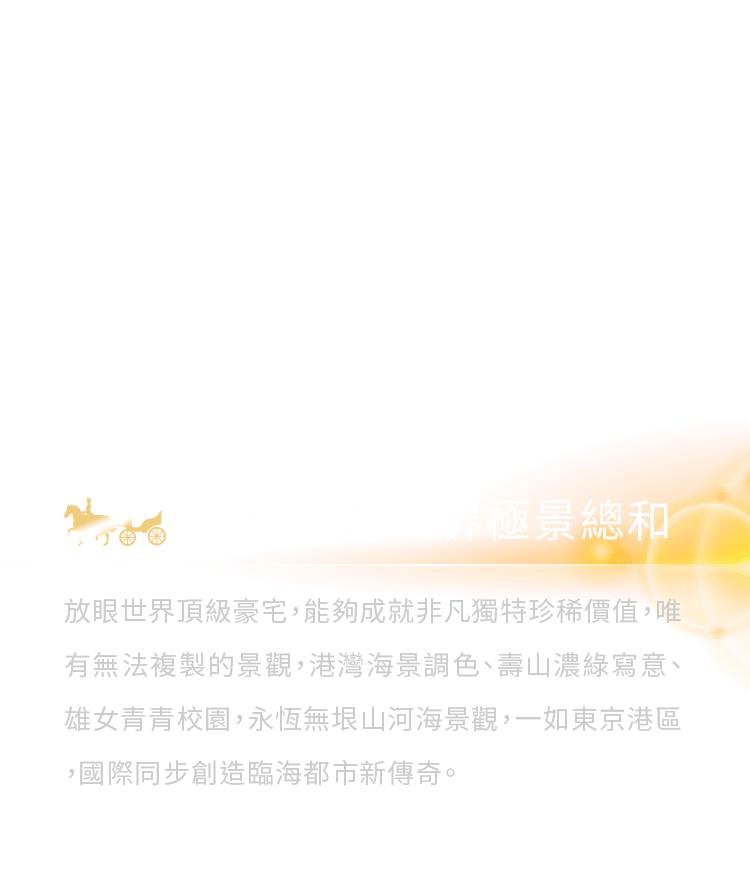 界極景總和
放眼世界頂級豪宅，能夠成就非凡獨特珍稀價值，唯
有無法複製的景觀，港灣海景調色、壽山濃綠寫意、
雄女青青校園，永恆無垠山河海景觀，一如東京港區
，國際同步創造臨海都市新傳奇。